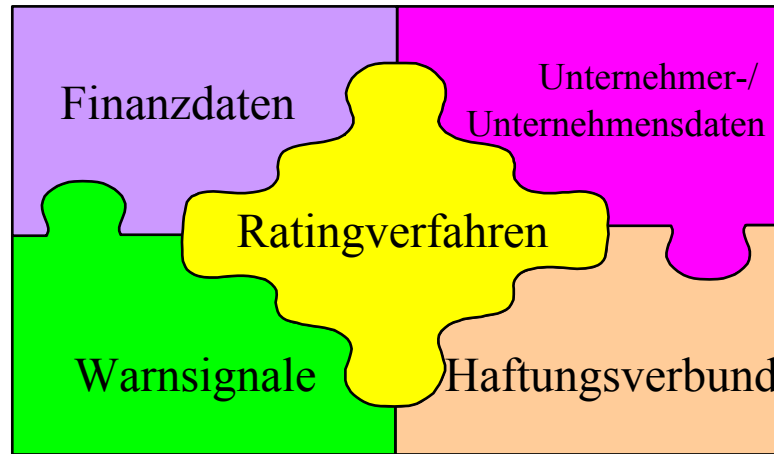 Finanzdaten
Unternehmer-/
Unternehmensdaten
Ratingverfahren
Warnsignale
Haftungsverbund